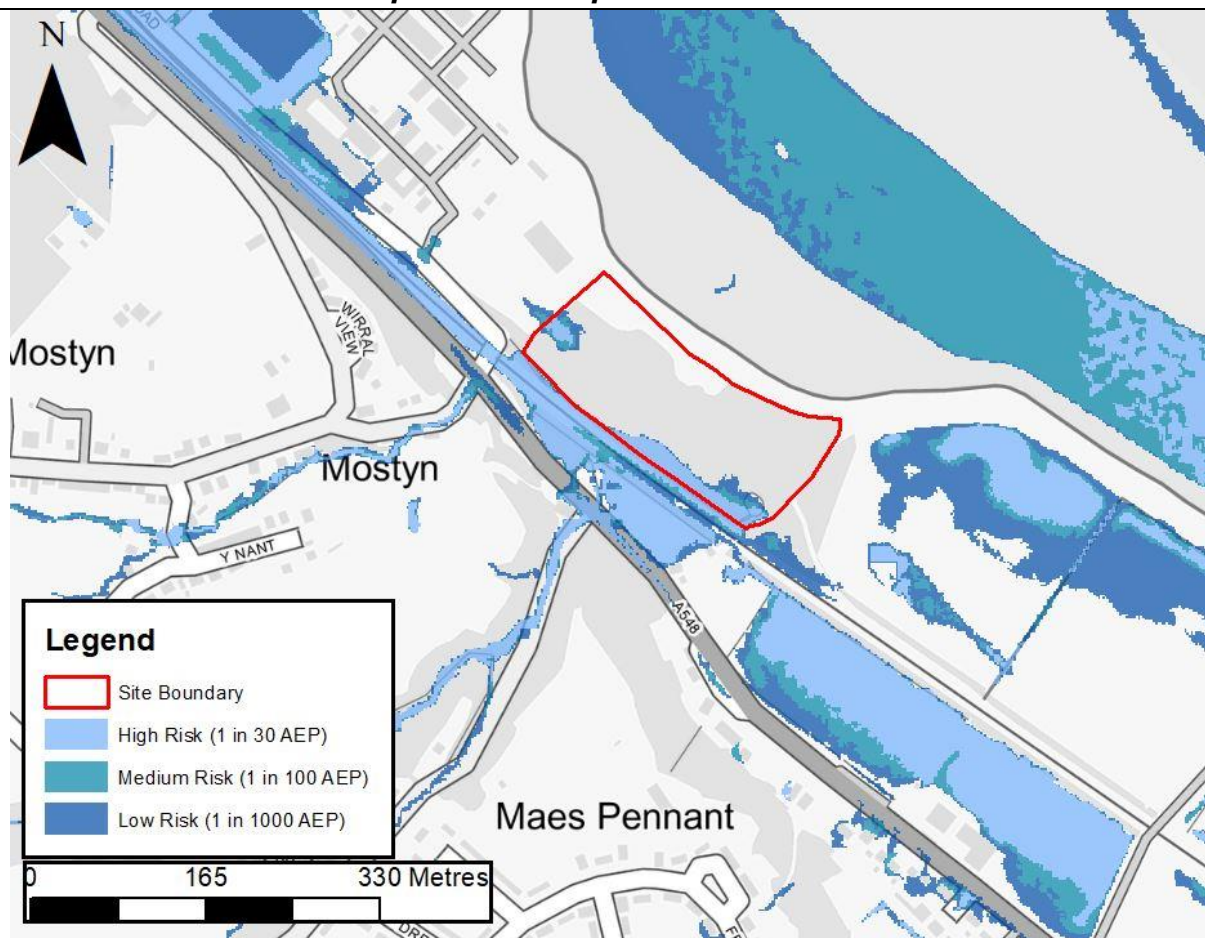 N
OAD
WIRRAL
VIEW
Mostyn
Mostyn
Y NANT
A548
Maes Pennant
Legend
Site Boundary
High Risk (1 in 30 AEP)
Medium Risk (1 in 100 AEP)
Low Risk (1 in 1000 AEP)
0 165 330 Metres